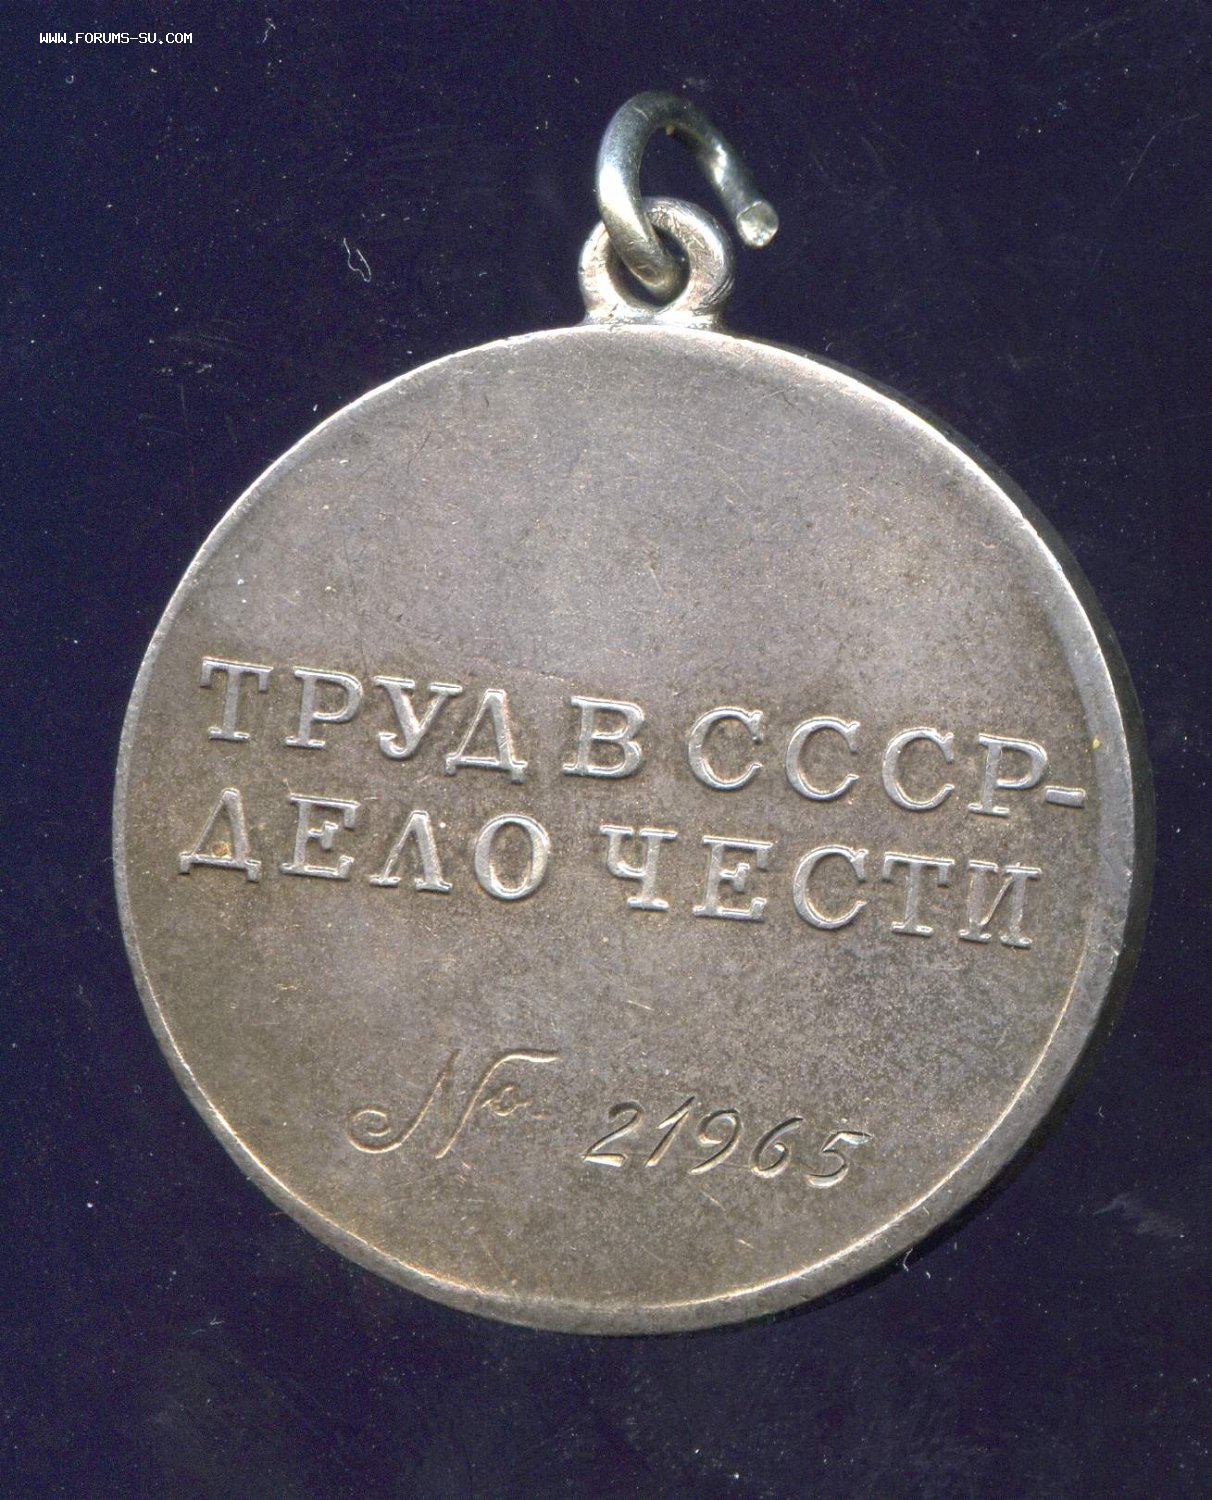 WWW.FORUMS-SU.COM
ТРУД В СССР-
ДЕЛО ЧЕСТИ
№ 21965